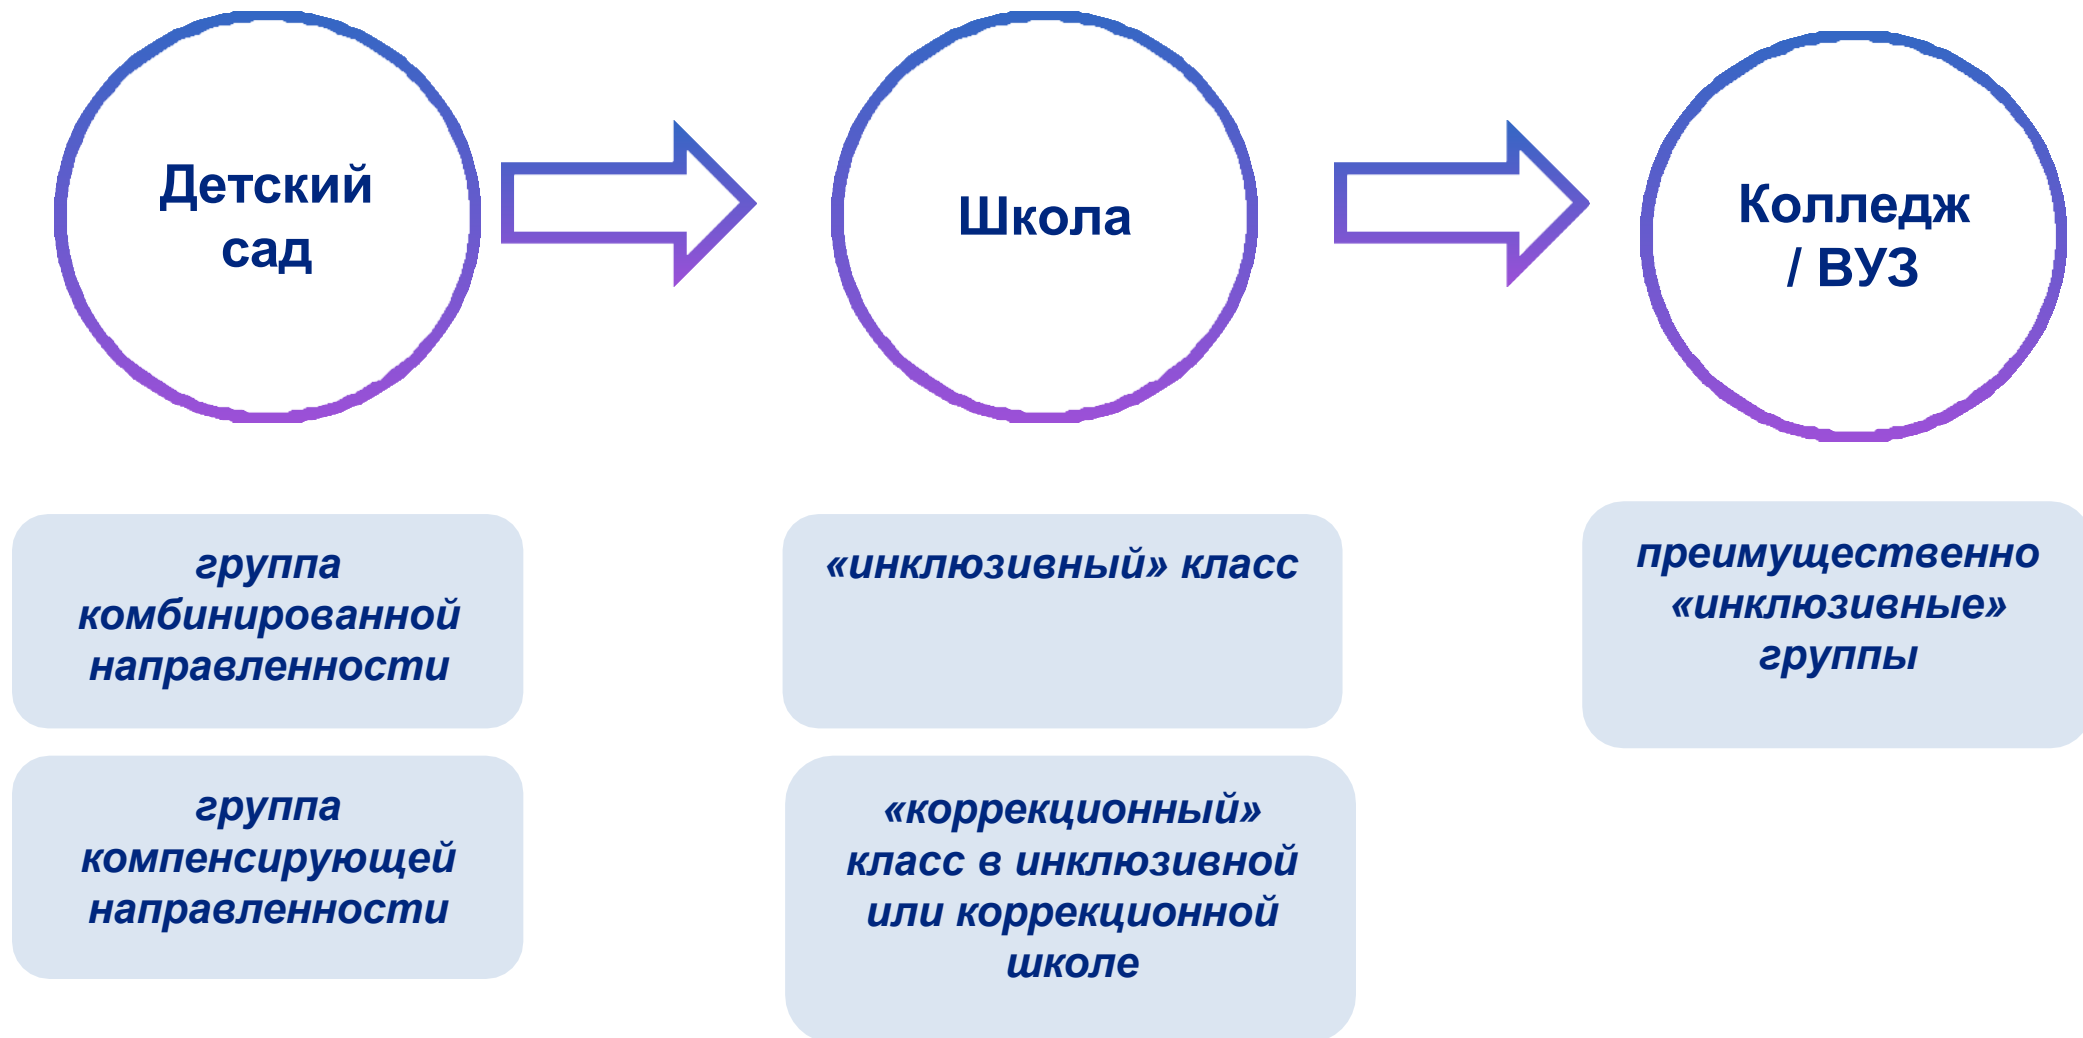 Детский
сад
Школа
Колледж
/ ВУЗ
группа
комбинированной
направленности
«инклюзивный» класс
преимущественно
«инклюзивные»
группы
группа
компенсирующей
направленности
«коррекционный»
класс в инклюзивной
или коррекционной
школе